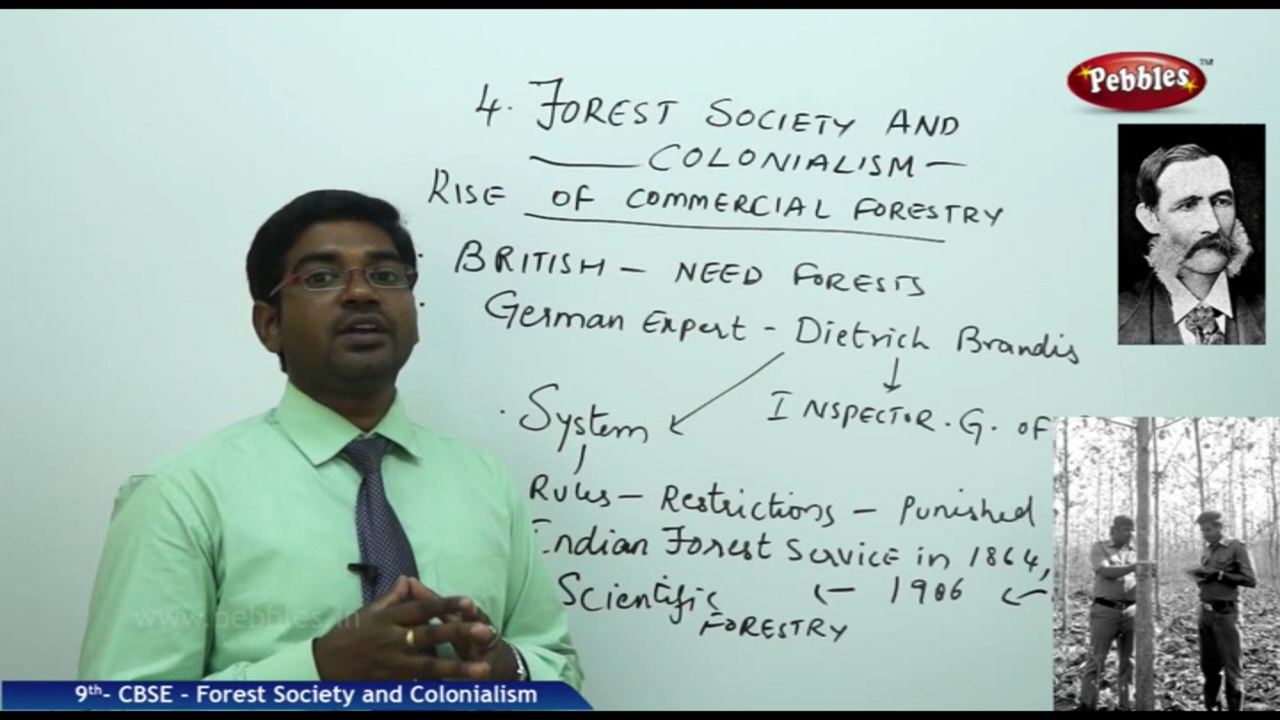 Pebbles™
4. FOREST SOCIETY AND
COLONIALISM
RISE OF COMMERCIAL FORESTRY
BRITISH - NEED FORESTS
German Expert - Dietrich Brandis
System
INSPECTOR. G. OF
Rules - Restrictions - Punished
Indian Forest Service in 1864,
Scientific ← 1906 ←
FORESTRY
www.pebbles.in
9th- CBSE - Forest Society and Colonialism